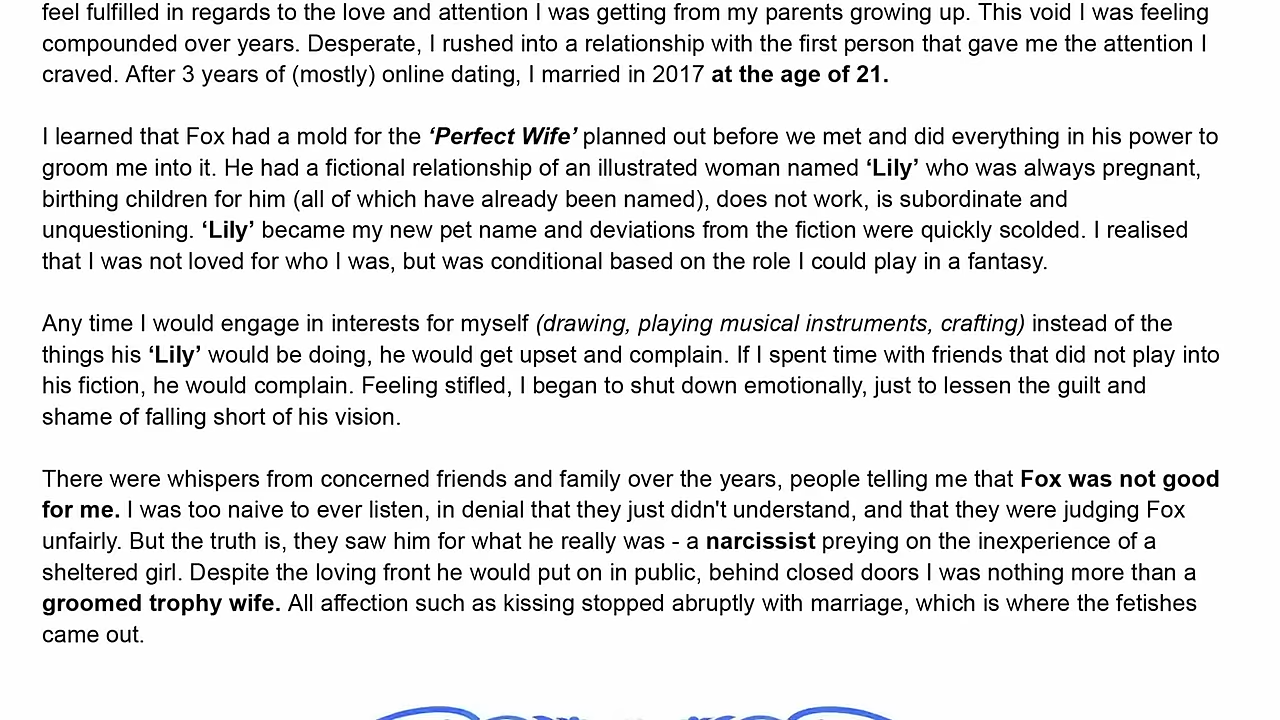 feel fulfilled in regards to the love and attention I was getting from my parents growing up. This void I was feeling
compounded over years. Desperate, I rushed into a relationship with the first person that gave me the attention I
craved. After 3 years of (mostly) online dating, I married in 2017 at the age of 21.
I learned that Fox had a mold for the ‘Perfect Wife’ planned out before we met and did everything in his power to
groom me into it. He had a fictional relationship of an illustrated woman named ‘Lily’ who was always pregnant,
birthing children for him (all of which have already been named), does not work, is subordinate and
unquestioning. ‘Lily’ became my new pet name and deviations from the fiction were quickly scolded. I realised
that I was not loved for who I was, but was conditional based on the role I could play in a fantasy.
Any time I would engage in interests for myself (drawing, playing musical instruments, crafting) instead of the
things his ‘Lily’ would be doing, he would get upset and complain. If I spent time with friends that did not play into
his fiction, he would complain. Feeling stifled, I began to shut down emotionally, just to lessen the guilt and
shame of falling short of his vision.
There were whispers from concerned friends and family over the years, people telling me that Fox was not good
for me. I was too naive to ever listen, in denial that they just didn't understand, and that they were judging Fox
unfairly. But the truth is, they saw him for what he really was - a narcissist preying on the inexperience of a
sheltered girl. Despite the loving front he would put on in public, behind closed doors I was nothing more than a
groomed trophy wife. All affection such as kissing stopped abruptly with marriage, which is where the fetishes
came out.